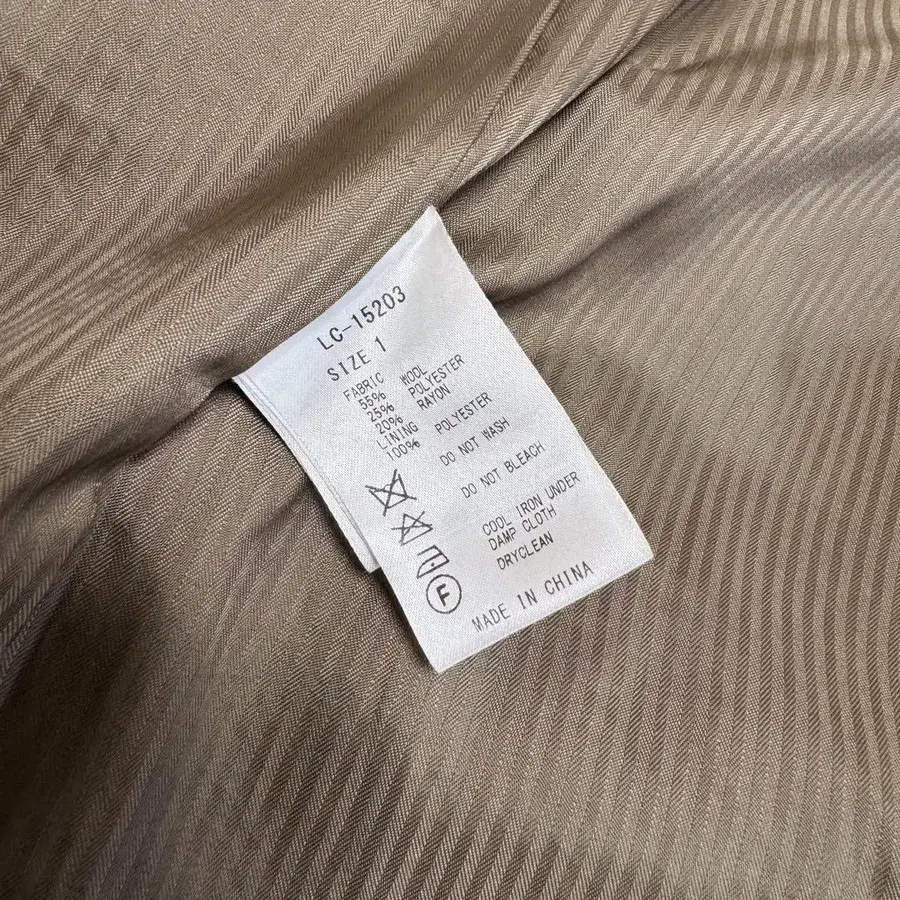 LC-15203
SIZE 1
FABRIC
55% WOOL
25% POLYESTER
20% RAYON
LINING
100% POLYESTER
DO NOT WASH
DO NOT BLEACH
COOL IRON UNDER
DAMP CLOTH
DRYCLEAN
F
MADE IN CHINA